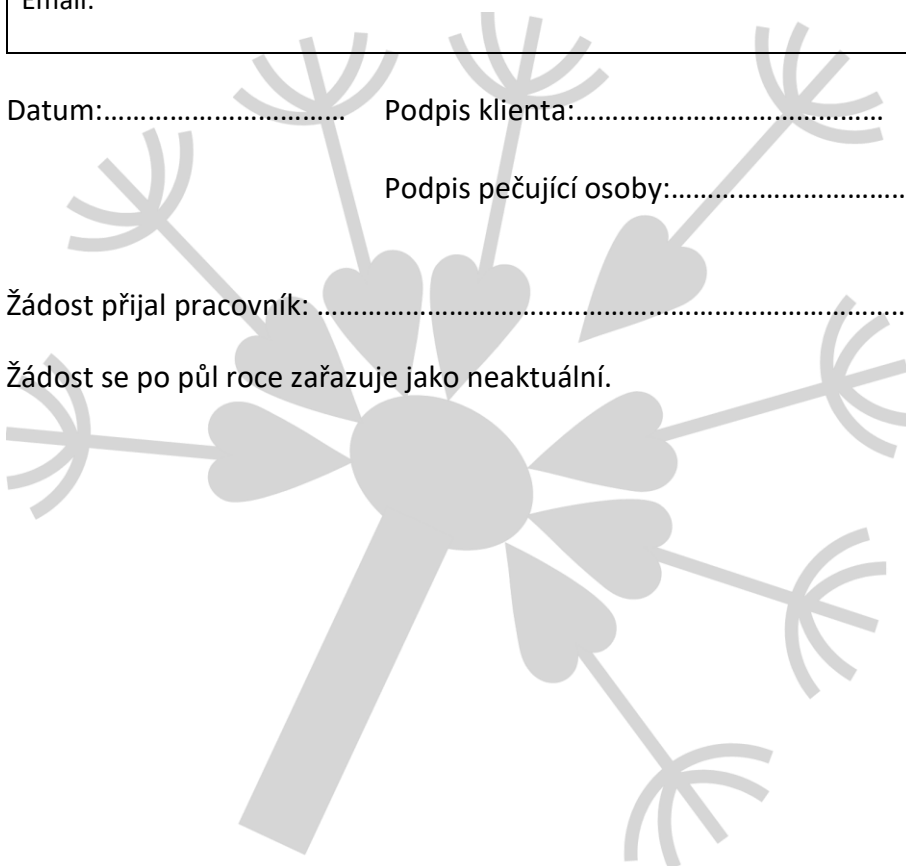 Email:
Datum:…………………………… Podpis klienta:……………………………………
Podpis pečující osoby:…………………………..
Žádost přijal pracovník: ………………………………………………………………………..
Žádost se po půl roce zařazuje jako neaktuální.